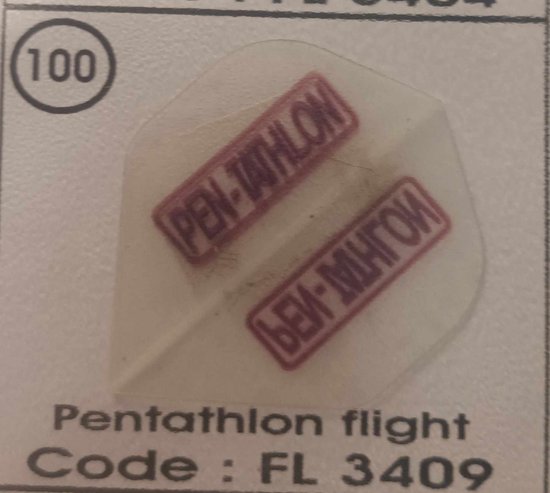 100
PEN-TATHLON
PEN-TATHLON
Pentathlon flight
Code : FL 3409